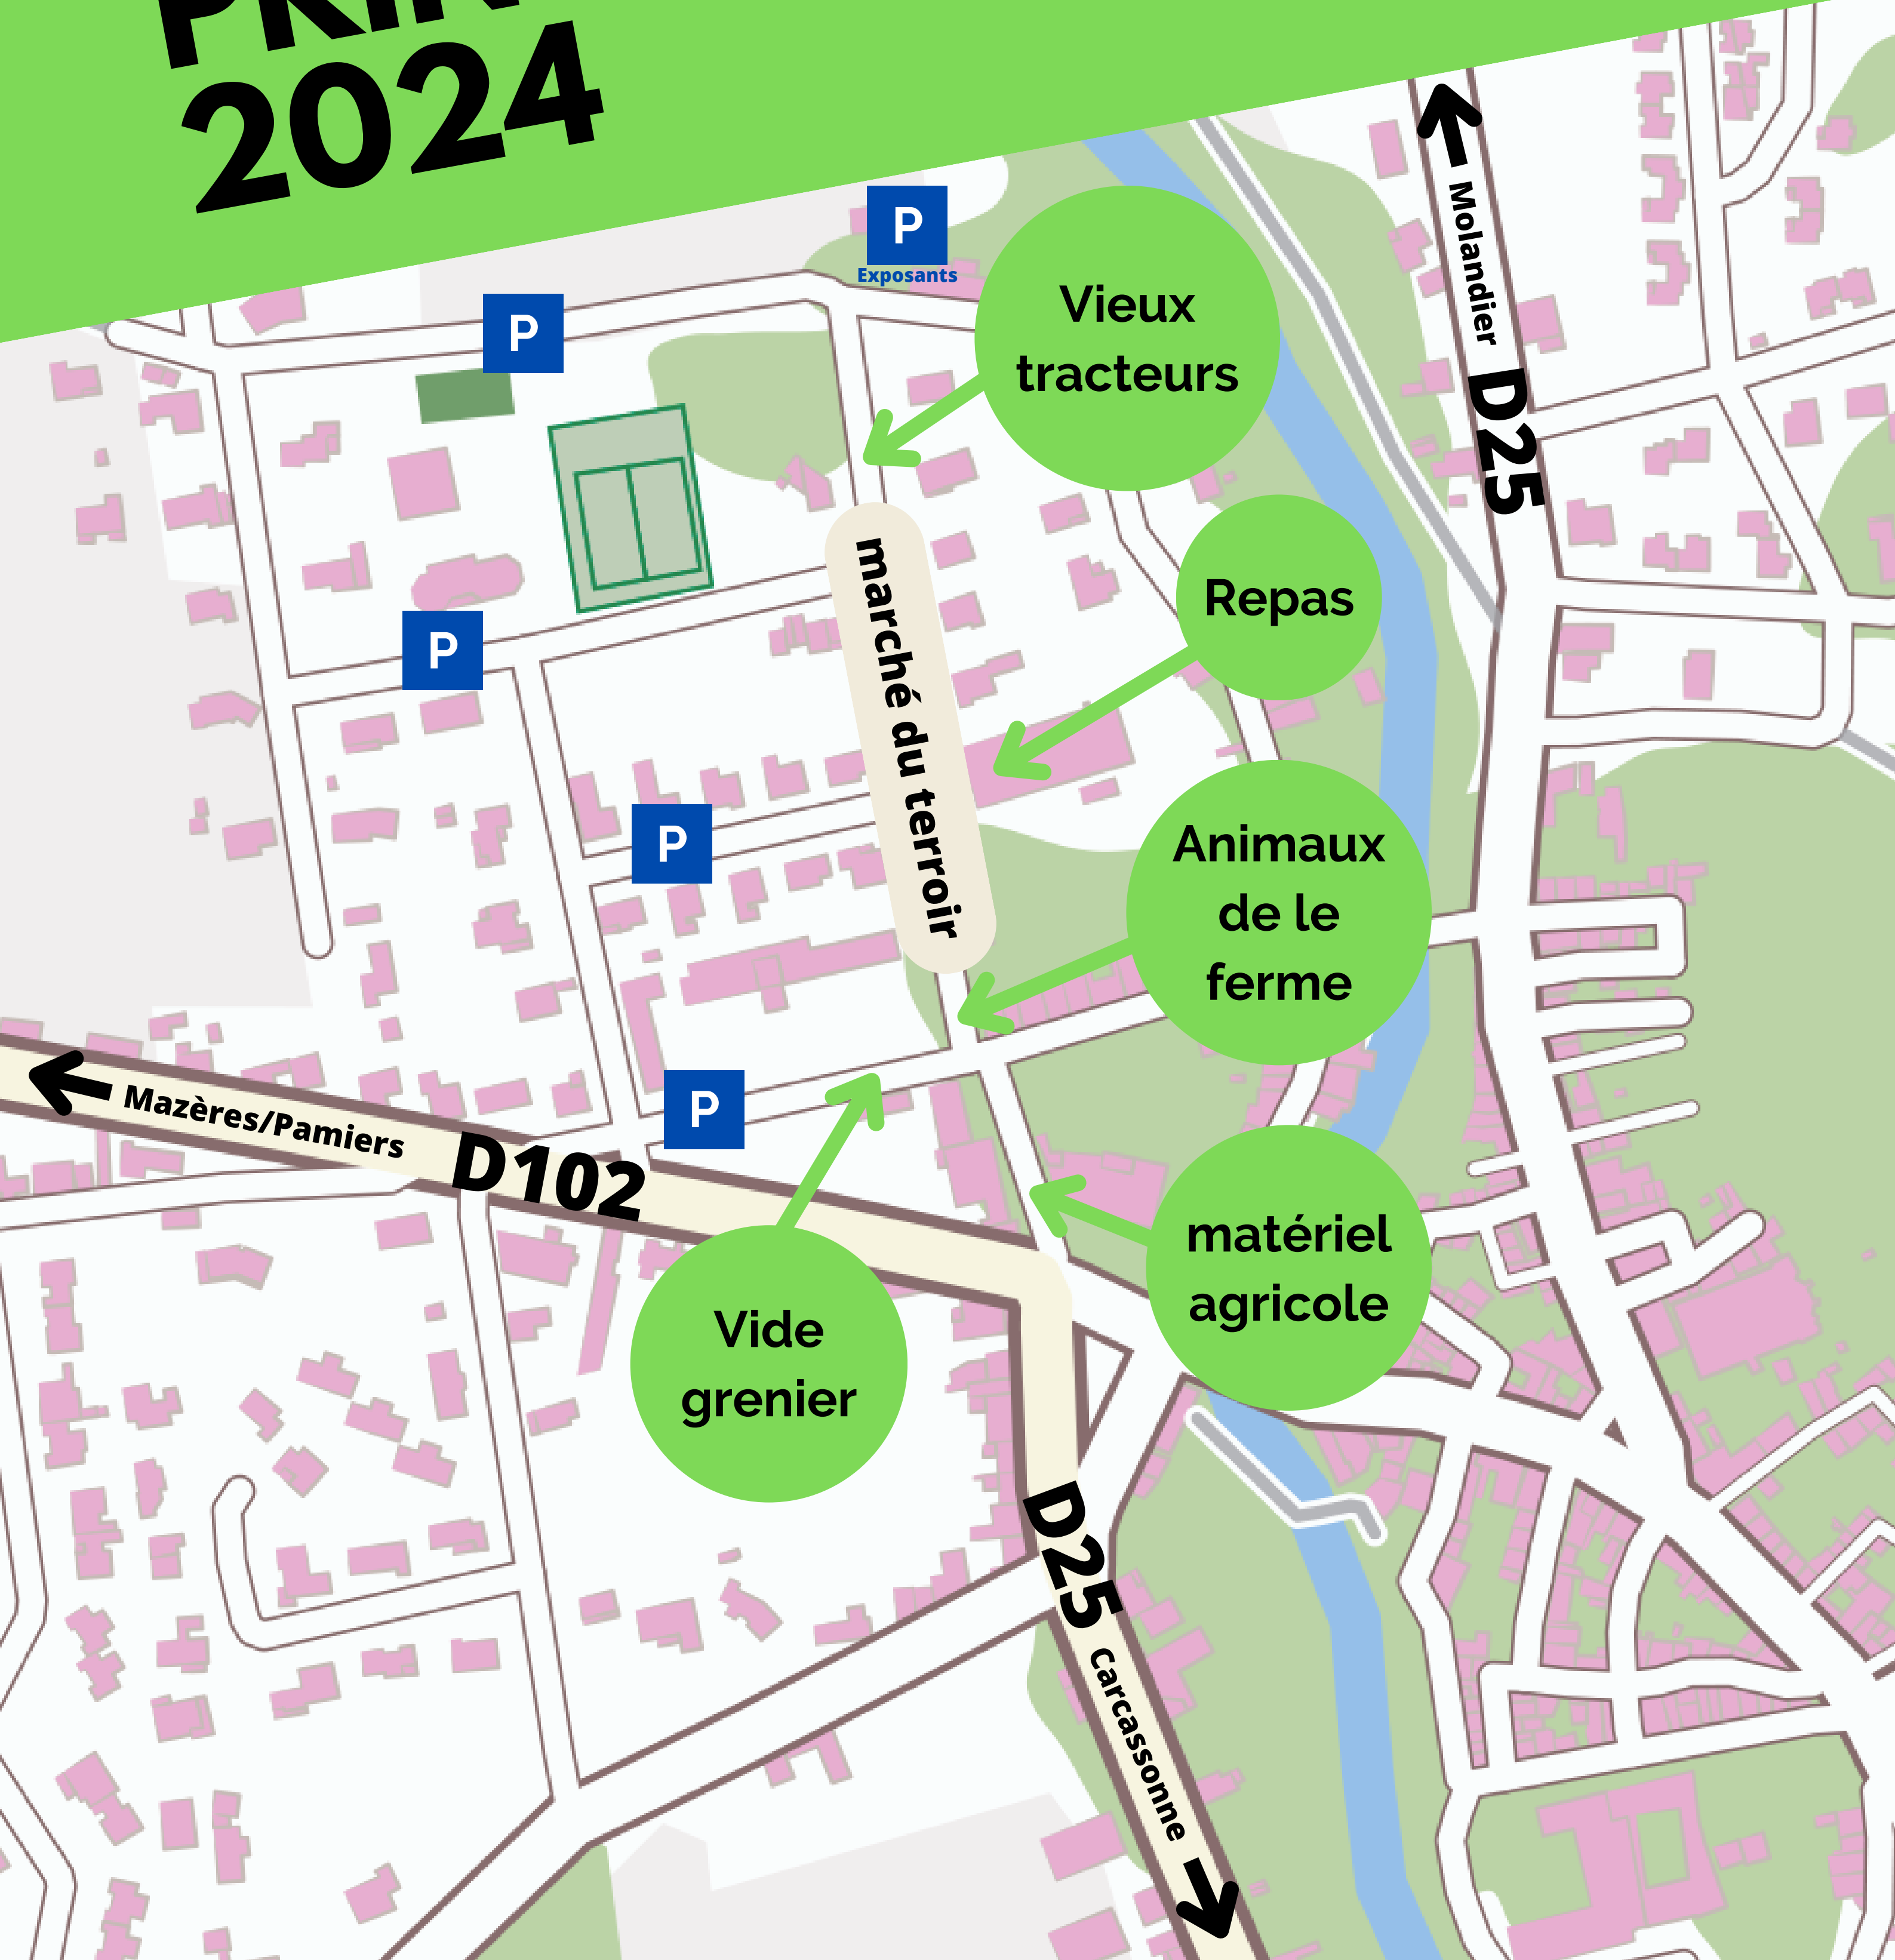 2024
P
Exposants
Molandier
Vieux
tracteurs
P
D25
marché du terroir
Repas
P
P
Animaux
de le
ferme
P
Mazères/Pamiers
D102
matériel
agricole
Vide
grenier
D25
Carcassonne